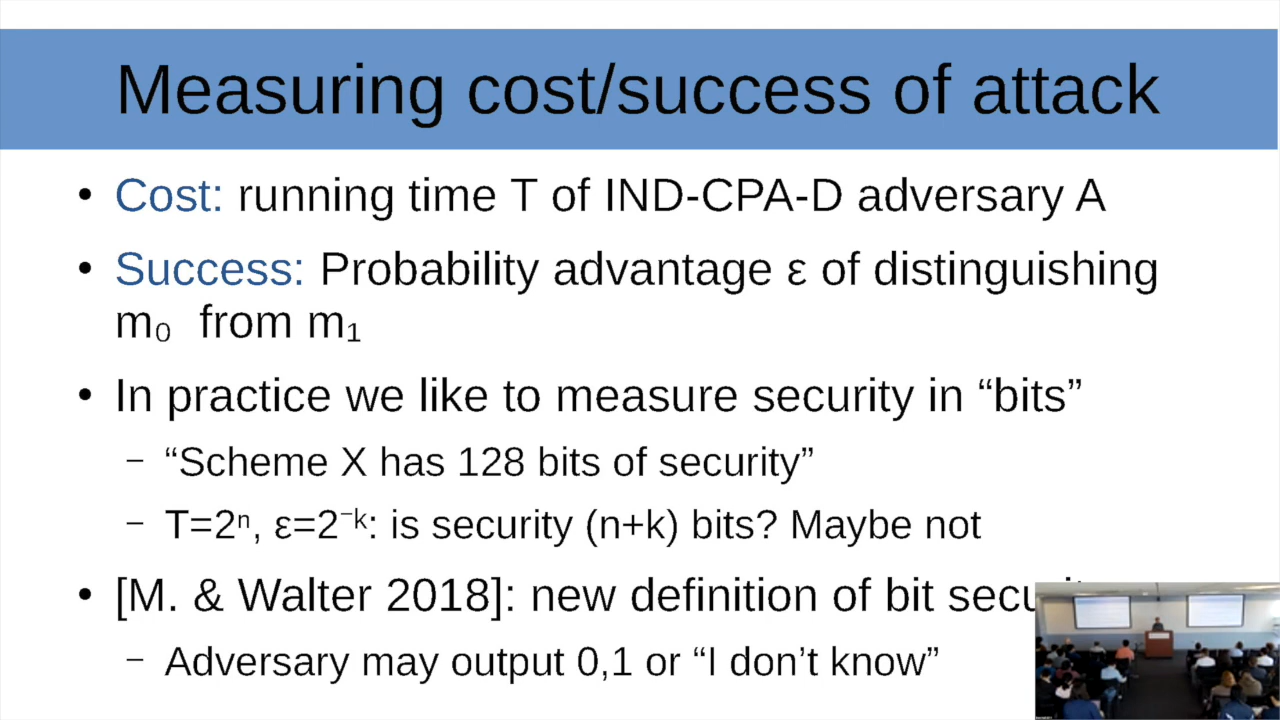 Measuring cost/success of attack
• Cost: running time T of IND-CPA-D adversary A
• Success: Probability advantage ε of distinguishing
m₀ from m₁
• In practice we like to measure security in “bits”
– “Scheme X has 128 bits of security”
– T=2ⁿ, ε=2⁻ᵏ: is security (n+k) bits? Maybe not
• [M. & Walter 2018]: new definition of bit
– Adversary may output 0,1 or “I don’t know”